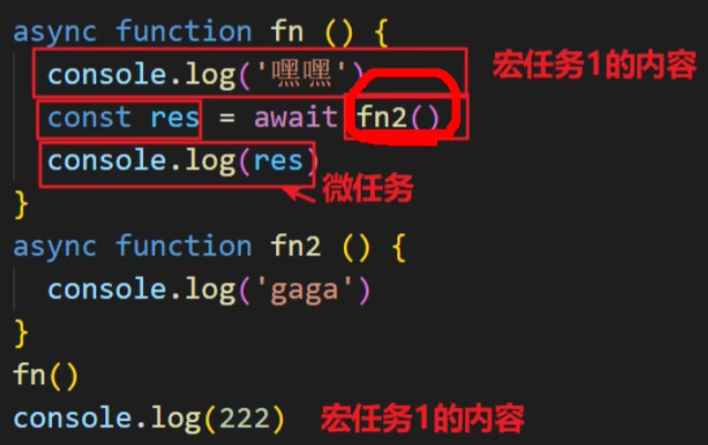 async function fn () {
console.log('嘿嘿') 宏任务1的内容
const res = await fn2()
console.log(res)
微任务
}
async function fn2 () {
console.log('gaga')
}
fn()
console.log(222) 宏任务1的内容